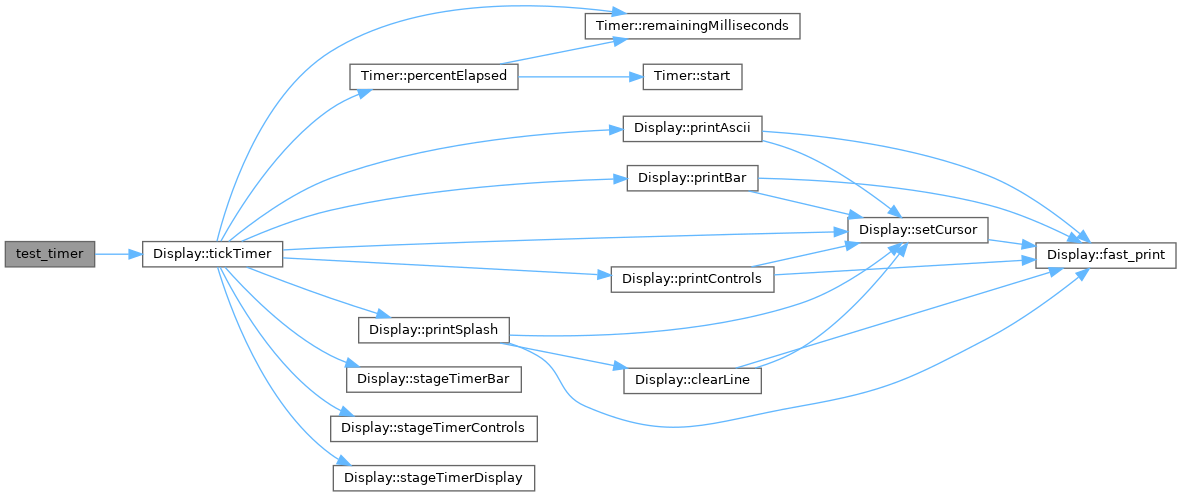 Timer::remainingMilliseconds
Timer::percentElapsed
Timer::start
Display::printAscii
Display::printBar
Display::setCursor
test_timer
Display::tickTimer
Display::fast_print
Display::printControls
Display::printSplash
Display::stageTimerBar
Display::clearLine
Display::stageTimerControls
Display::stageTimerDisplay